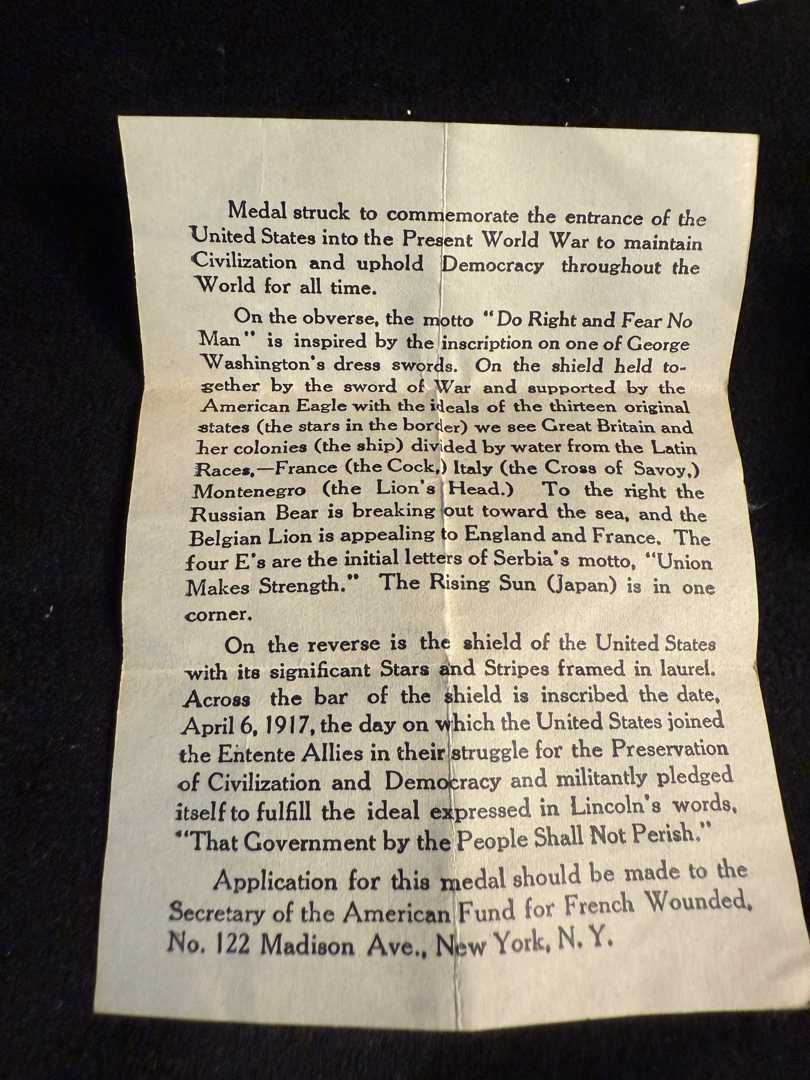 Medal struck to commemorate the entrance of the
United States into the Present World War to maintain
Civilization and uphold Democracy throughout the
World for all time.
On the obverse, the motto "Do Right and Fear No
Man" is inspired by the inscription on one of George
Washington's dress swords. On the shield held to-
gether by the sword of War and supported by the
American Eagle with the ideals of the thirteen original
states (the stars in the border) we see Great Britain and
her colonies (the ship) divided by water from the Latin
Races,—France (the Cock,) Italy (the Cross of Savoy,)
Montenegro (the Lion's Head.) To the right the
Russian Bear is breaking out toward the sea, and the
Belgian Lion is appealing to England and France. The
four E's are the initial letters of Serbia's motto, "Union
Makes Strength." The Rising Sun (Japan) is in one
corner.
On the reverse is the shield of the United States
with its significant Stars and Stripes framed in laurel.
Across the bar of the shield is inscribed the date,
April 6, 1917, the day on which the United States joined
the Entente Allies in their struggle for the Preservation
of Civilization and Democracy and militantly pledged
itself to fulfill the ideal expressed in Lincoln's words,
"That Government by the People Shall Not Perish."
Application for this medal should be made to the
Secretary of the American Fund for French Wounded,
No. 122 Madison Ave., New York, N. Y.